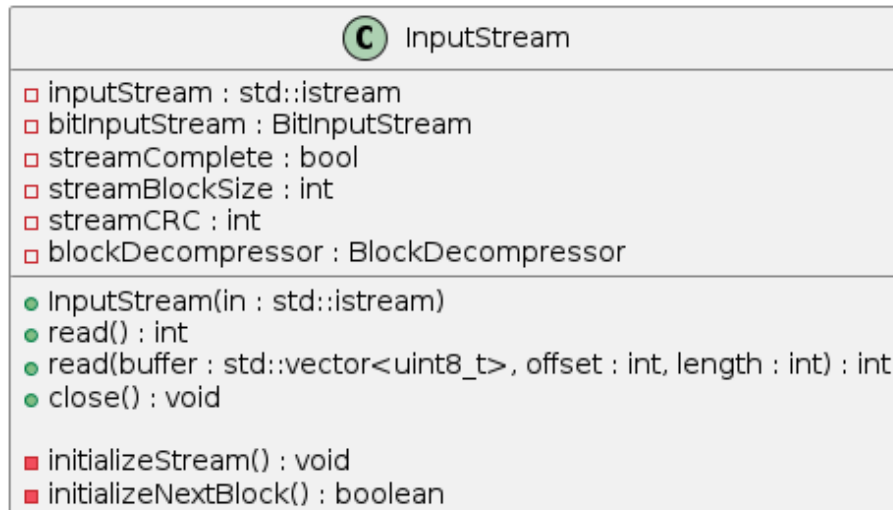 C InputStream
inputStream : std::istream
bitInputStream : BitInputStream
streamComplete : bool
streamBlockSize : int
streamCRC : int
blockDecompressor : BlockDecompressor
InputStream(in : std::istream)
read() : int
read(buffer : std::vector<uint8_t>, offset : int, length : int) : int
close() : void
initializeStream() : void
initializeNextBlock() : boolean